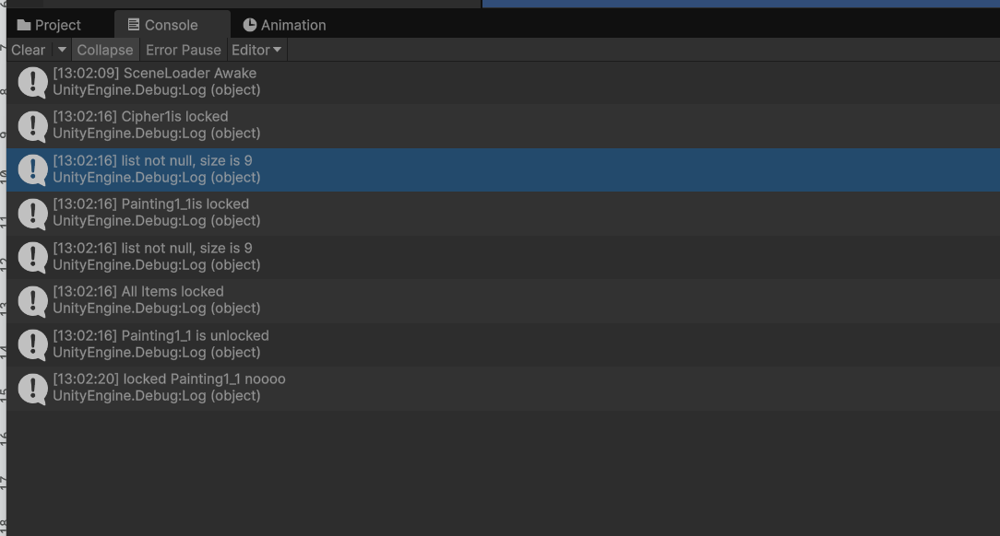 Project Console Animation
Clear Collapse Error Pause Editor
[13:02:09] SceneLoader Awake
UnityEngine.Debug:Log (object)
[13:02:16] Cipher1is locked
UnityEngine.Debug:Log (object)
[13:02:16] list not null, size is 9
UnityEngine.Debug:Log (object)
[13:02:16] Painting1_1is locked
UnityEngine.Debug:Log (object)
[13:02:16] list not null, size is 9
UnityEngine.Debug:Log (object)
[13:02:16] All Items locked
UnityEngine.Debug:Log (object)
[13:02:16] Painting1_1 is unlocked
UnityEngine.Debug:Log (object)
[13:02:20] locked Painting1_1 noooo
UnityEngine.Debug:Log (object)